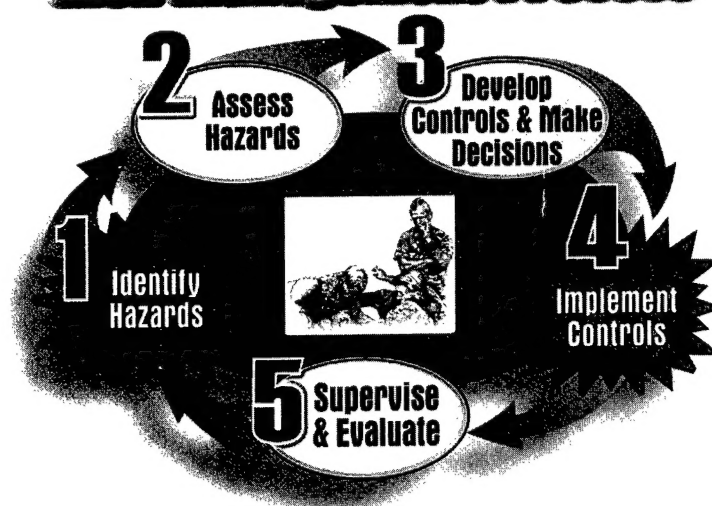 1
Identify
Hazards
2
Assess
Hazards
3
Develop
Controls & Make
Decisions
4
Implement
Controls
5
Supervise
& Evaluate